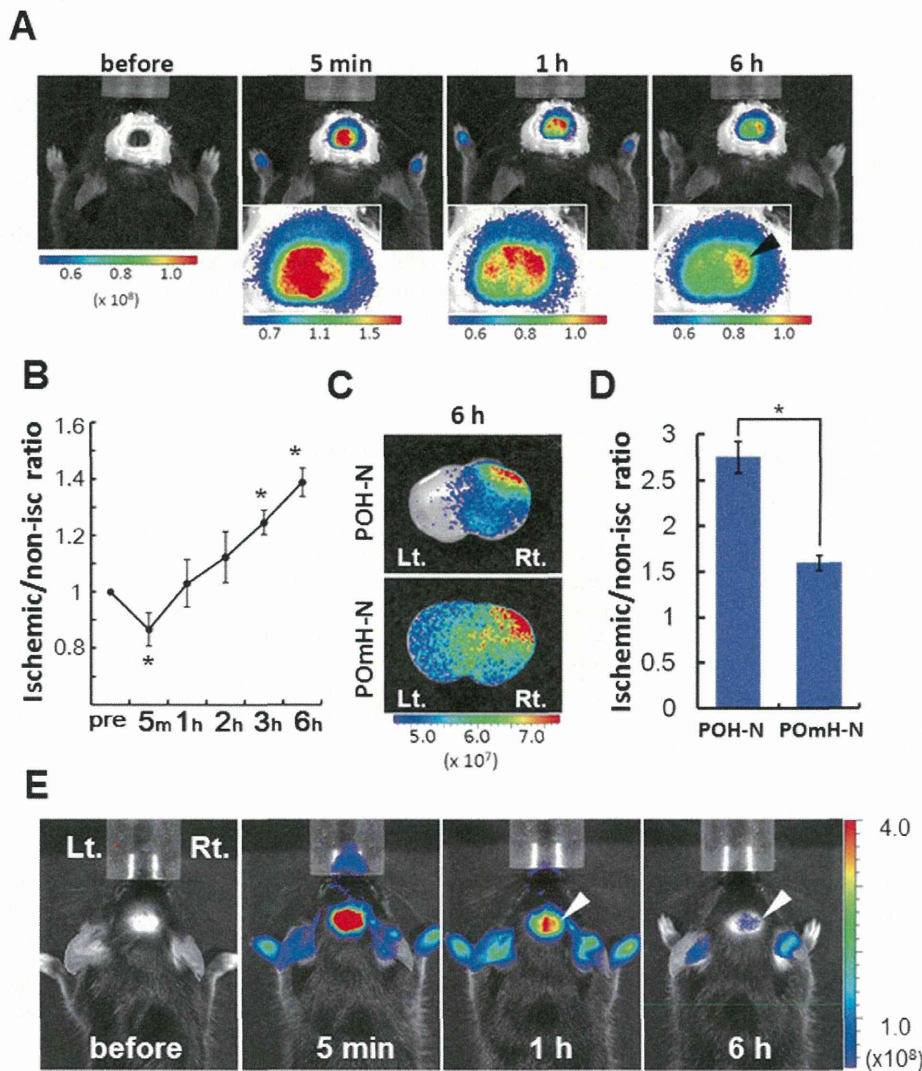 A
before 5 min 1 h 6 h
0.6 0.8 1.0
(x 10⁸)
0.7 1.1 1.5
0.6 0.8 1.0
0.6 0.8 1.0
B
Ischemic/non-isc ratio
1.6
1.4
1.2
1
0.8
*
*
*
pre 5m 1h 2h 3h 6h
C
6 h
POH-N
Lt. Rt.
POmH-N
Lt. Rt.
5.0 6.0 7.0
(x 10⁷)
D
Ischemic/non-isc ratio
3
2.5
2
1.5
1
0.5
0
*
POH-N POmH-N
E
Lt. Rt.
before 5 min 1 h 6 h
4.0
1.0
(x10⁸)